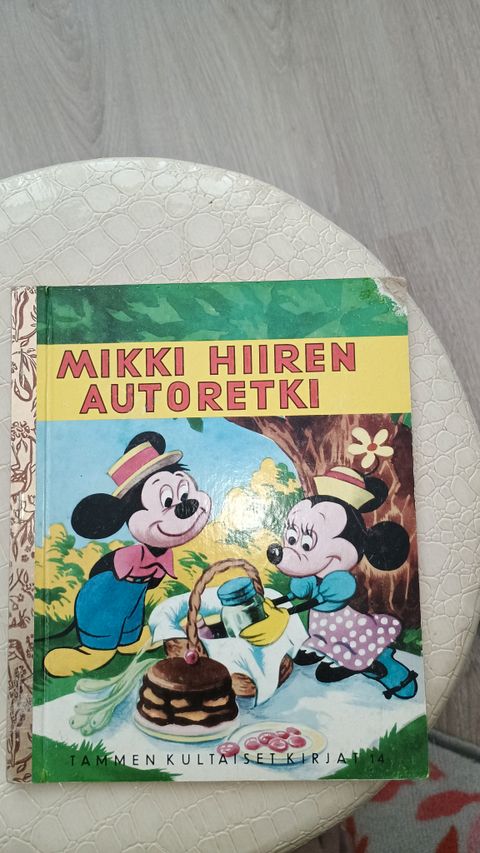 MIKKI HIIREN
AUTORETKI
TAMMEN KULTAISET KIRJAT 14